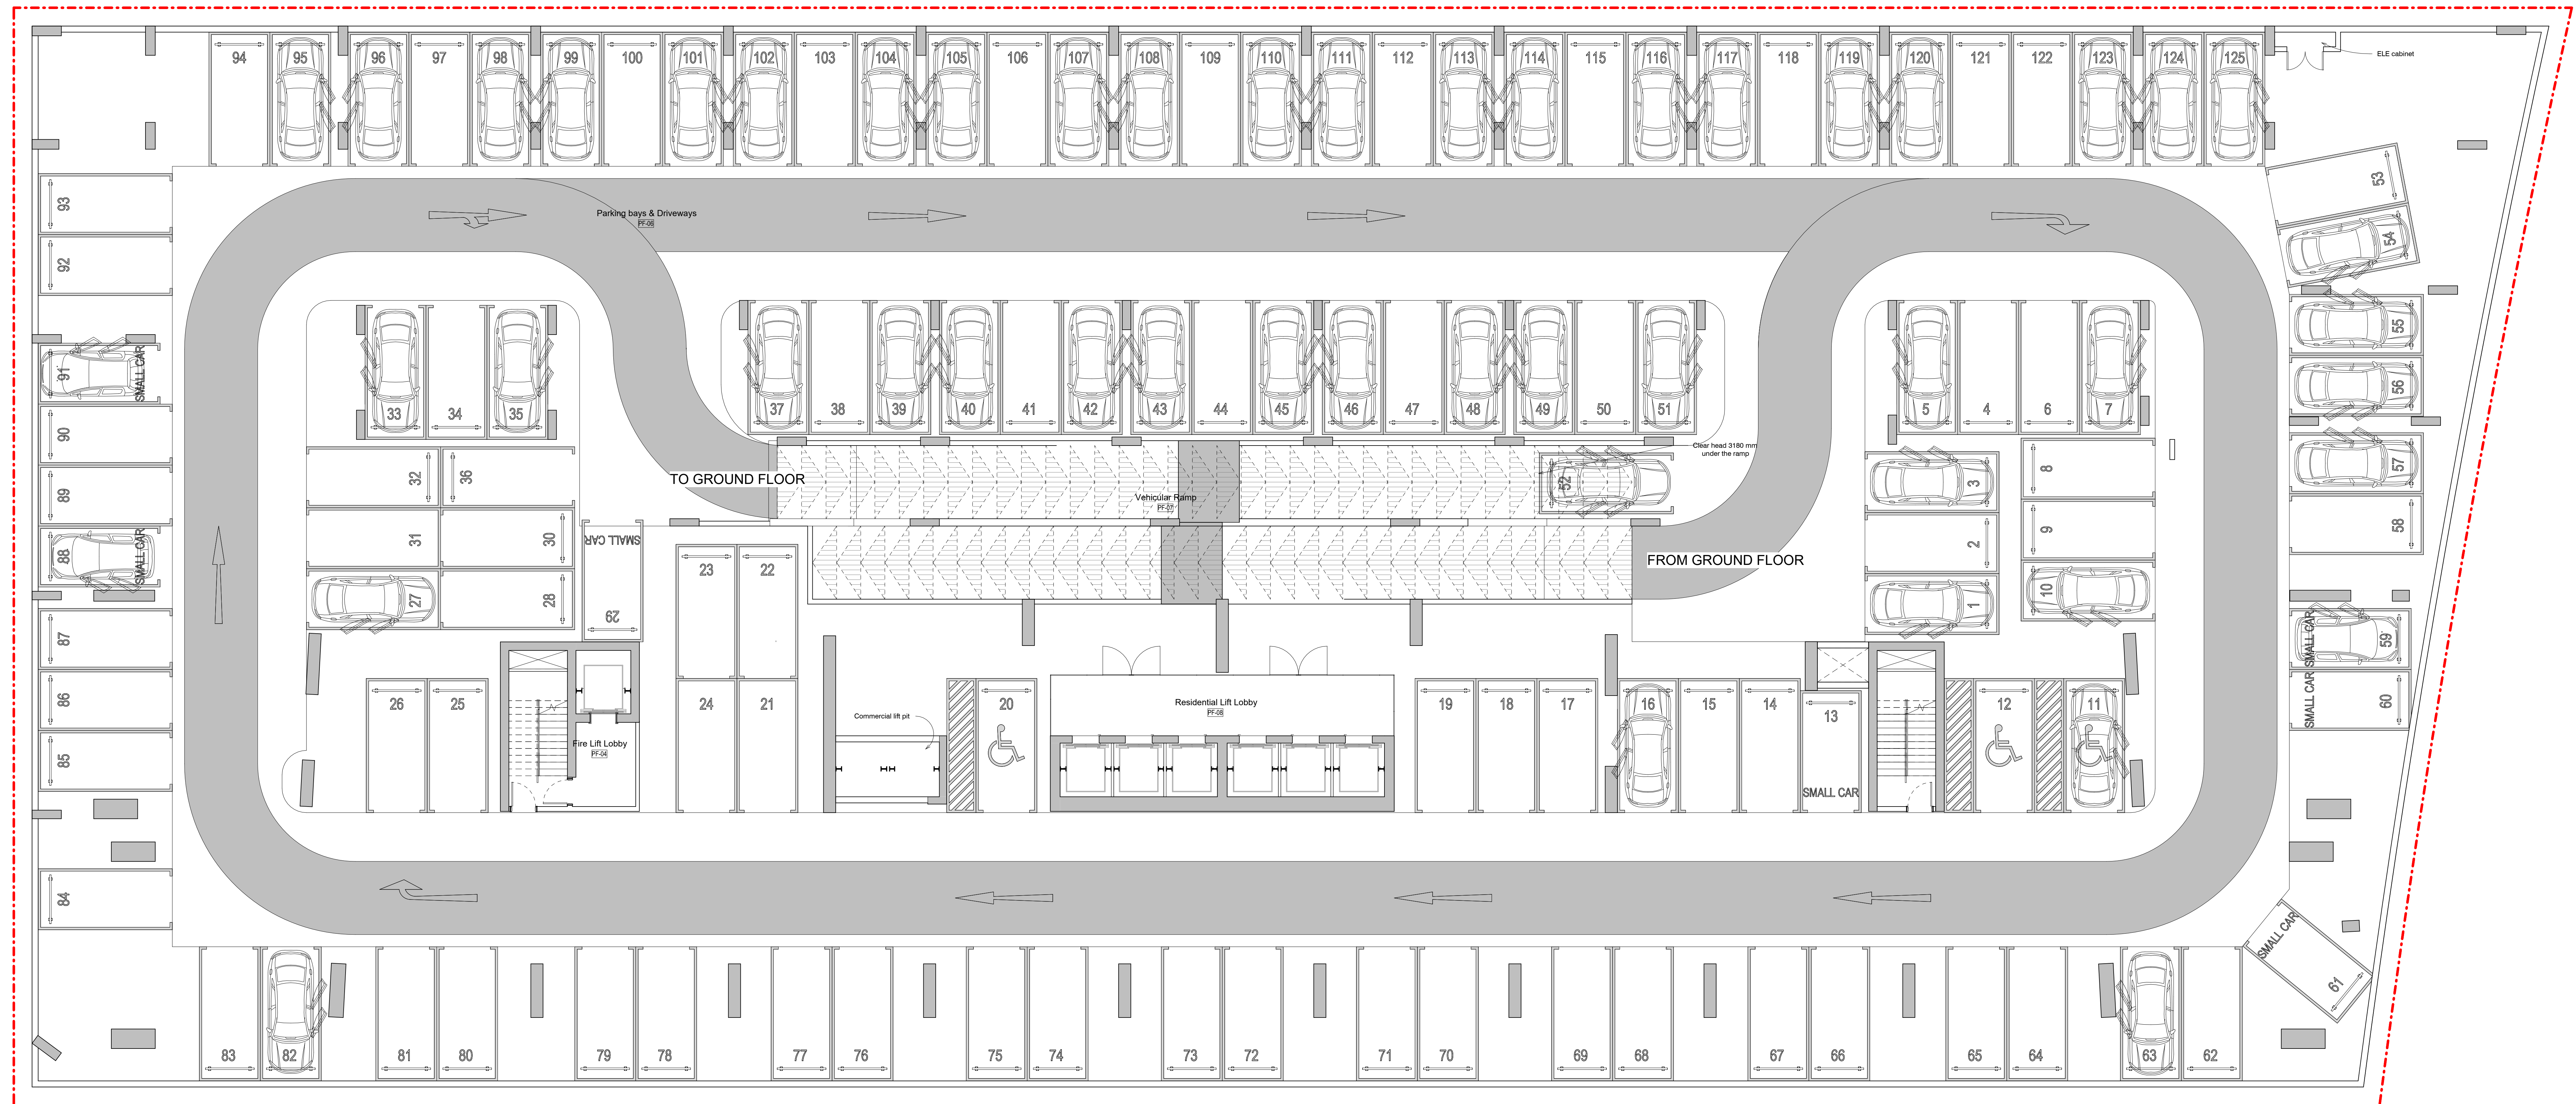 94 95 96 97 98 99 100 101 102 103 104 105 106 107 108 109 110 111 112 113 114 115 116 117 118 119 120 121 122 123 124 125
ELE cabinet
53
54
55
56
57
58
SMALL CAR 59
SMALL CAR 60
SMALL CAR
61
93
92
91 SMALL CAR
90
89
88 SMALL CAR
87
86
85
84
Parking bays & Driveways
PF-06
33 34 35
37 38 39 40 41 42 43 44 45 46 47 48 49 50 51
5 4 6 7
32 36
31 30
27 28
SMALL CAR
29
TO GROUND FLOOR
Vehicular Ramp
PF-07
52
Clear head 3180 mm
under the ramp
FROM GROUND FLOOR
3 8
2 9
1 10
23 22
24 21
26 25
Fire Lift Lobby
PF-04
Commercial lift pit
20
Residential Lift Lobby
PF-08
19 18 17 16 15 14 13
SMALL CAR
12 11
83 82 81 80 79 78 77 76 75 74 73 72 71 70 69 68 67 66 65 64 63 62